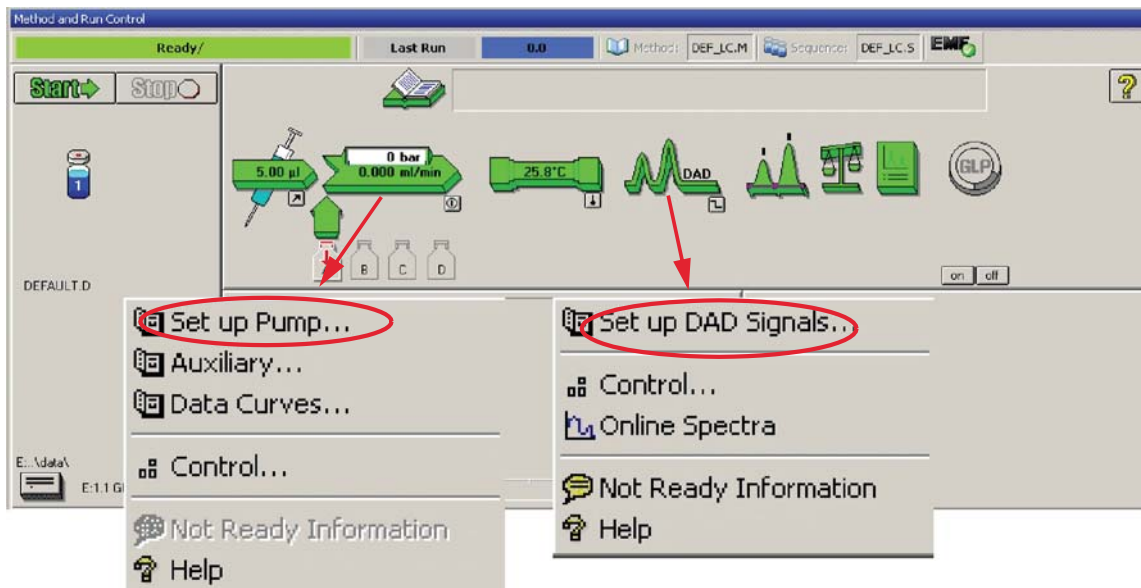 Method and Run Control
Ready/
Last Run
0.0
Method:
DEF_LC.M
Sequence:
DEF_LC.S
EMF
Start
Stop
?
5.00 µl
0 bar
0.000 ml/min
25.8°C
DAD
GLP
1
B
C
D
on
off
DEFAULT.D
Set up Pump...
Auxiliary...
Data Curves...
Control...
Not Ready Information
Help
Set up DAD Signals...
Control...
Online Spectra
Not Ready Information
Help
E:..\data\